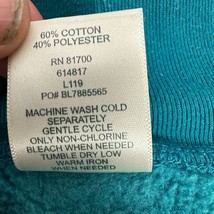 60% COTTON
40% POLYESTER
RN 81700
614817
L119
PO# BL7885565
MACHINE WASH COLD
SEPARATELY
GENTLE CYCLE
ONLY NON-CHLORINE
BLEACH WHEN NEEDED
TUMBLE DRY LOW
WARM IRON
WHEN NEEDED